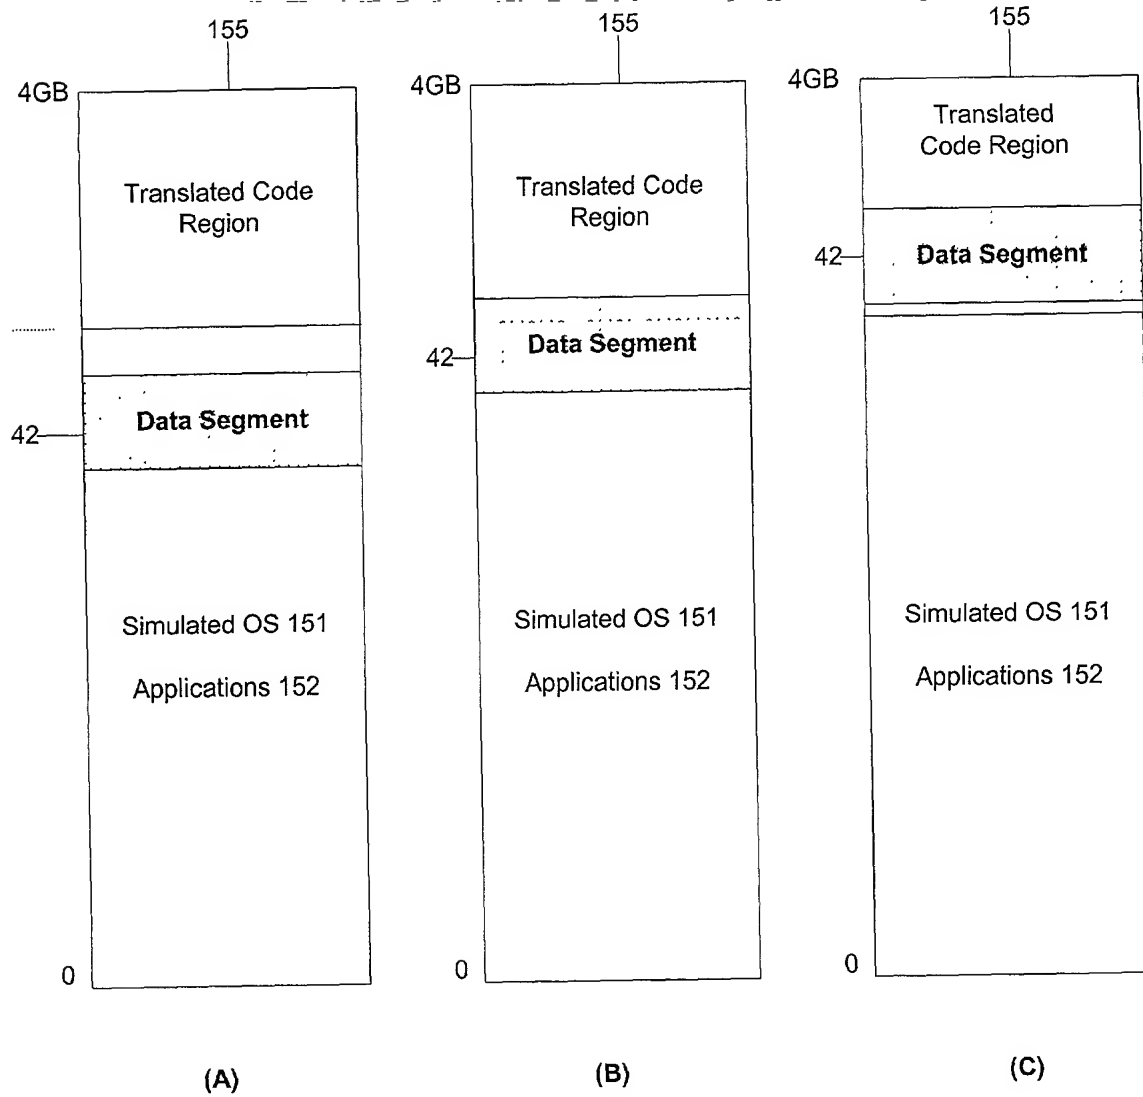 155
4GB
Translated Code
Region
Data Segment
42
Simulated OS 151
Applications 152
0
(A)
155
4GB
Translated Code
Region
Data Segment
42
Simulated OS 151
Applications 152
0
(B)
155
4GB
Translated
Code Region
Data Segment
42
Simulated OS 151
Applications 152
0
(C)